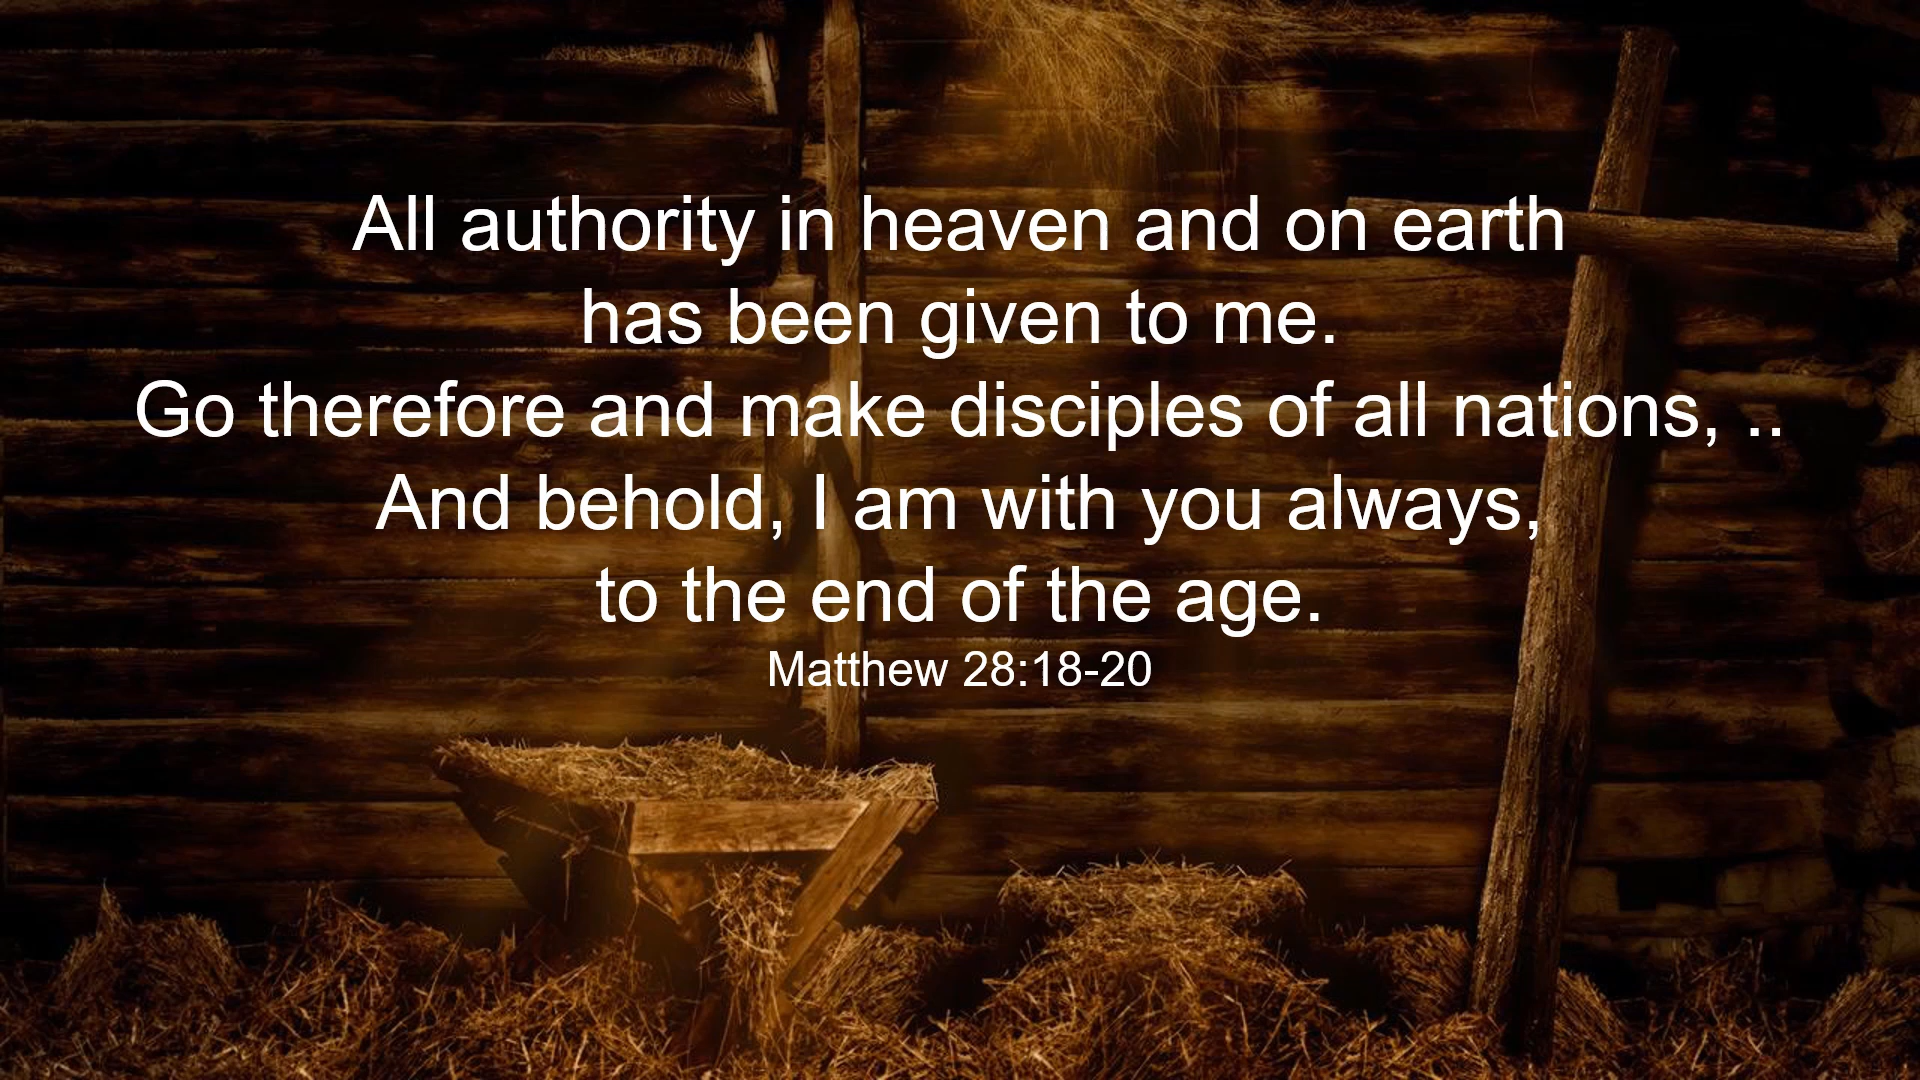 All authority in heaven and on earth
has been given to me.
Go therefore and make disciples of all nations, ..
And behold, I am with you always,
to the end of the age.
Matthew 28:18-20